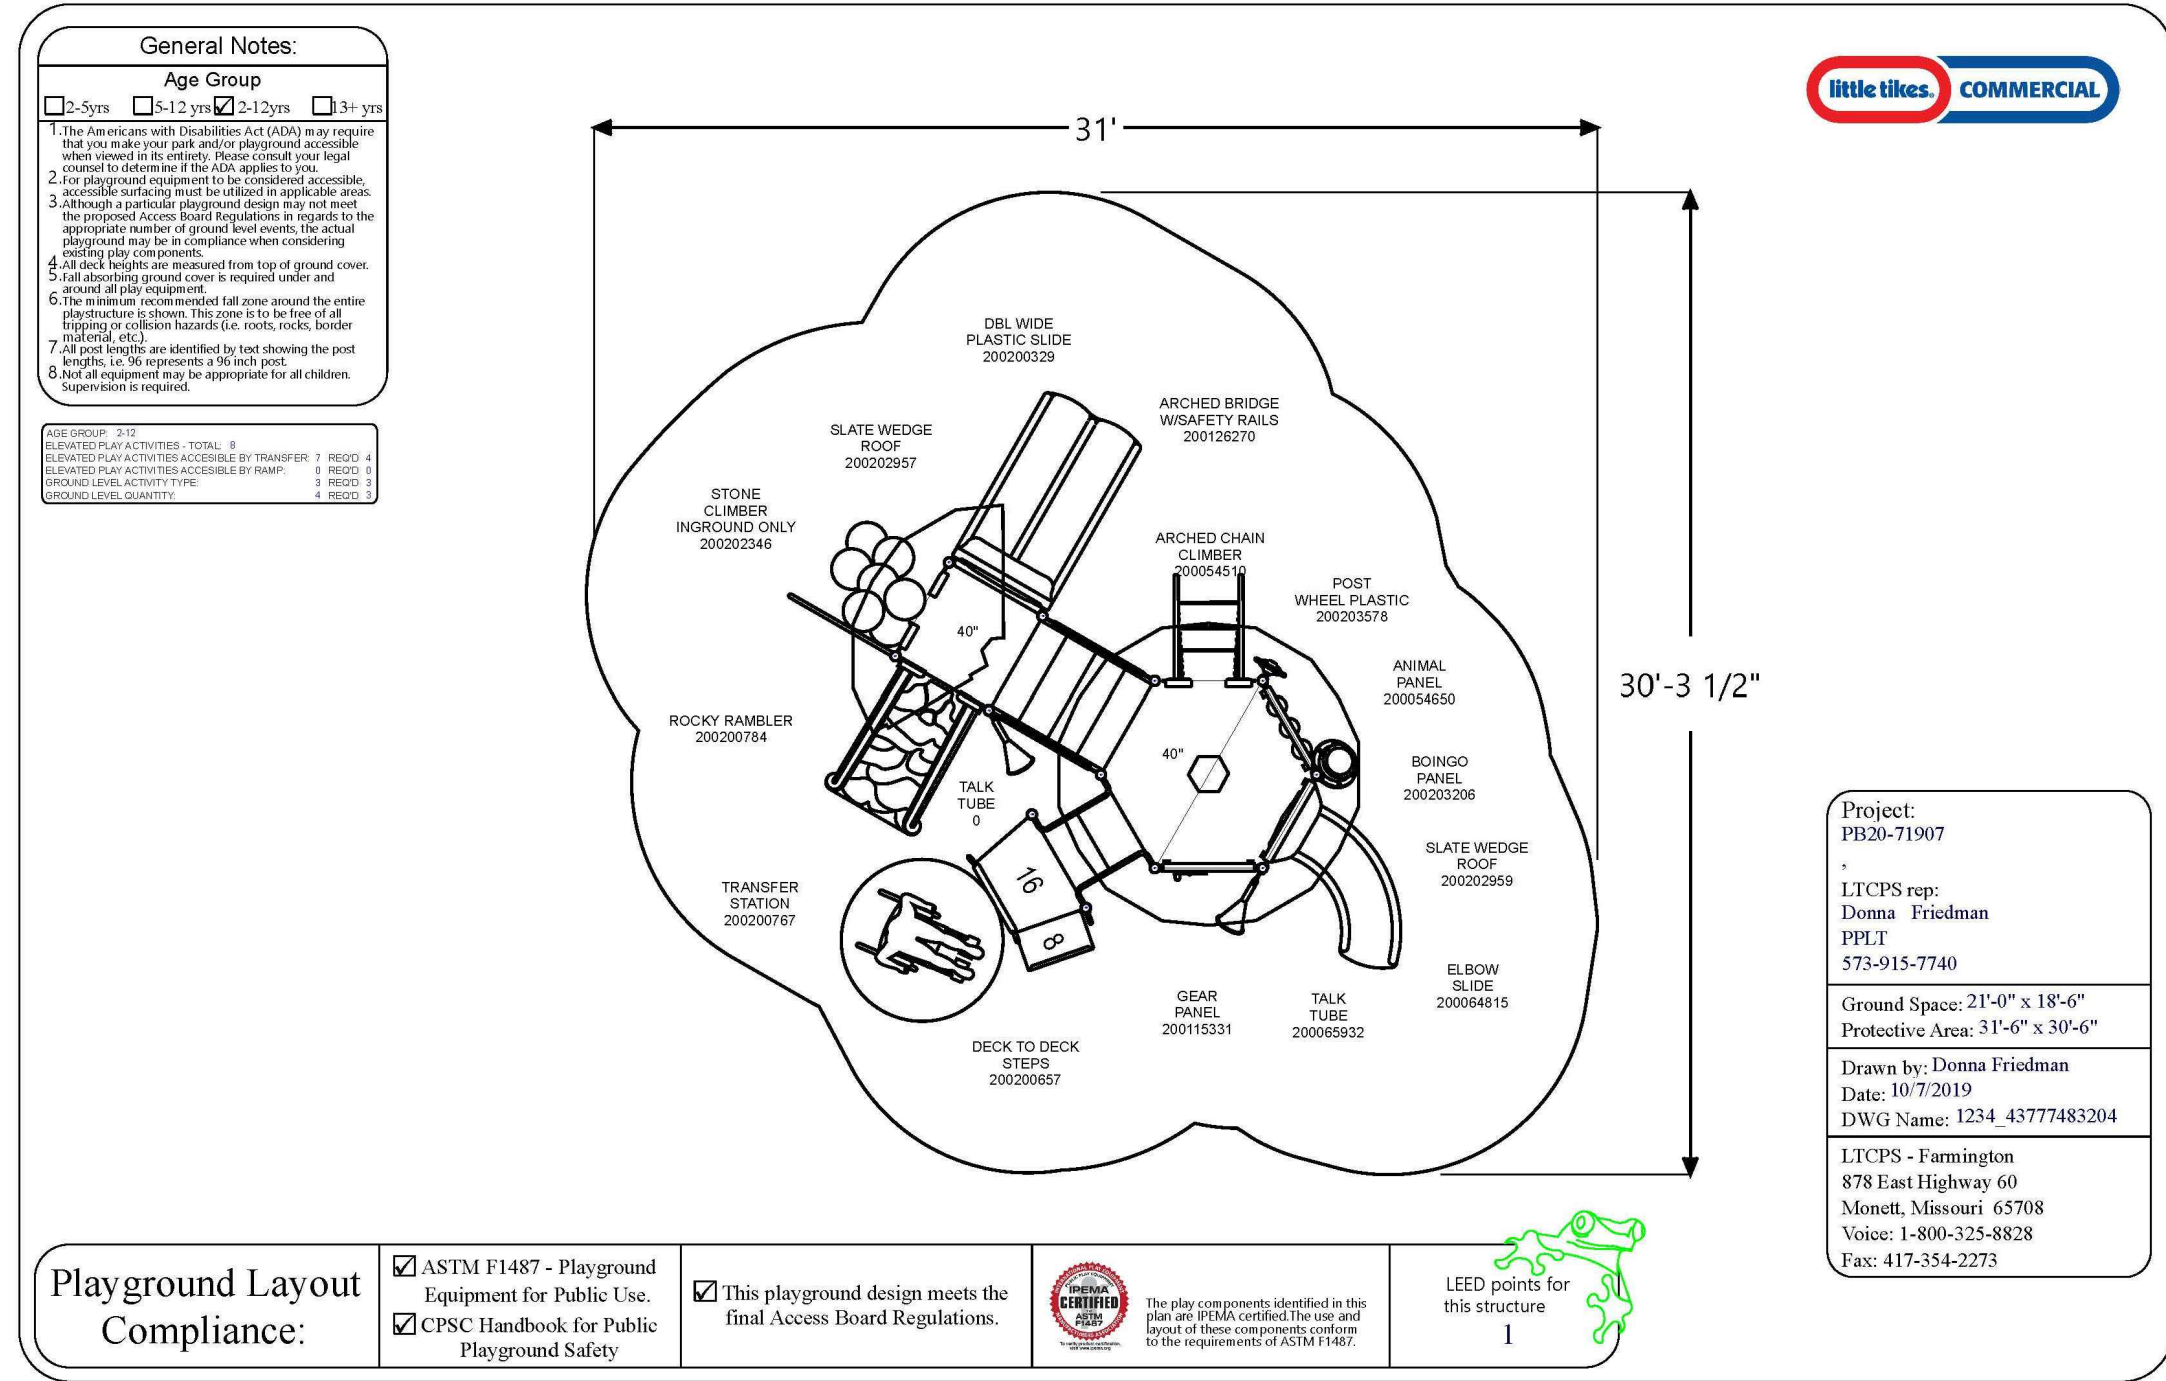 General Notes:
Age Group
2-5yrs 5-12 yrs 2-12yrs 13+ yrs
1.The Americans with Disabilities Act (ADA) may require
that you make your park and/or playground accessible
when viewed in its entirety. Please consult your legal
counsel to determine if the ADA applies to you.
2.For playground equipment to be considered accessible,
accessible surfacing must be utilized in applicable areas.
3.Although a particular playground design may not meet
the proposed Access Board Regulations in regards to the
appropriate number of ground level events, the actual
playground may be in compliance when considering
existing play components.
4.All deck heights are measured from top of ground cover.
5.Fall absorbing ground cover is required under and
around all play equipment.
6.The minimum recommended fall zone around the entire
playstructure is shown. This zone is to be free of all
tripping or collision hazards (i.e. roots, rocks, border
material, etc.).
7.All post lengths are identified by text showing the post
lengths, i.e. 96 represents a 96 inch post.
8.Not all equipment may be appropriate for all children.
Supervision is required.
AGE GROUP: 2-12
ELEVATED PLAY ACTIVITIES - TOTAL: 8
ELEVATED PLAY ACTIVITIES ACCESIBLE BY TRANSFER: 7 REQ'D 4
ELEVATED PLAY ACTIVITIES ACCESIBLE BY RAMP: 0 REQ'D 0
GROUND LEVEL ACTIVITY TYPE: 3 REQ'D 3
GROUND LEVEL QUANTITY: 4 REQ'D 3
little tikes. COMMERCIAL
31'
30'-3 1/2"
DBL WIDE
PLASTIC SLIDE
200200329
ARCHED BRIDGE
W/SAFETY RAILS
200126270
SLATE WEDGE
ROOF
200202957
STONE
CLIMBER
INGROUND ONLY
200202346
ARCHED CHAIN
CLIMBER
200054510
POST
WHEEL PLASTIC
200203578
40"
ANIMAL
PANEL
200054650
ROCKY RAMBLER
200200784
40"
BOINGO
PANEL
200203206
TALK
TUBE
0
SLATE WEDGE
ROOF
200202959
16
8
TRANSFER
STATION
200200767
ELBOW
SLIDE
200064815
GEAR
PANEL
200115331
TALK
TUBE
200065932
DECK TO DECK
STEPS
200200657
Project:
PB20-71907
,
LTCPS rep:
Donna Friedman
PPLT
573-915-7740
Ground Space: 21'-0" x 18'-6"
Protective Area: 31'-6" x 30'-6"
Drawn by: Donna Friedman
Date: 10/7/2019
DWG Name: 1234_43777483204
LTCPS - Farmington
878 East Highway 60
Monett, Missouri 65708
Voice: 1-800-325-8828
Fax: 417-354-2273
Playground Layout
Compliance:
ASTM F1487 - Playground
Equipment for Public Use.
CPSC Handbook for Public
Playground Safety
This playground design meets the
final Access Board Regulations.
IPEMA
CERTIFIED
ASTM
F1487
The play components identified in this
plan are IPEMA certified.The use and
layout of these components conform
to the requirements of ASTM F1487.
LEED points for
this structure
1